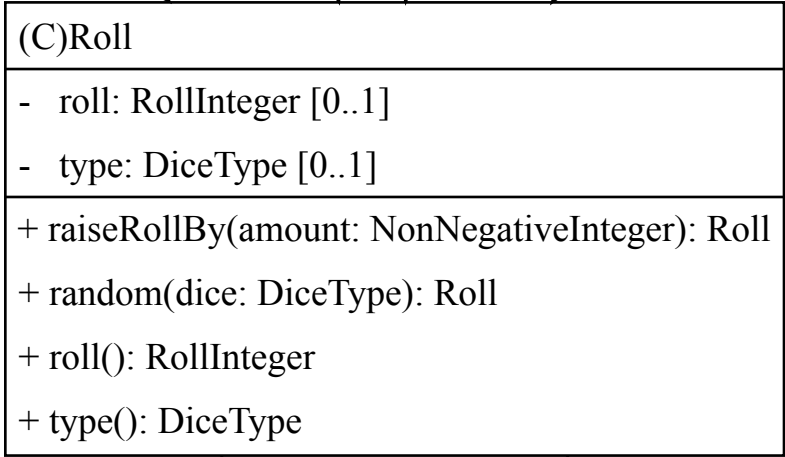 (C)Roll
- roll: RollInteger [0..1]
- type: DiceType [0..1]
+ raiseRollBy(amount: NonNegativeInteger): Roll
+ random(dice: DiceType): Roll
+ roll(): RollInteger
+ type(): DiceType